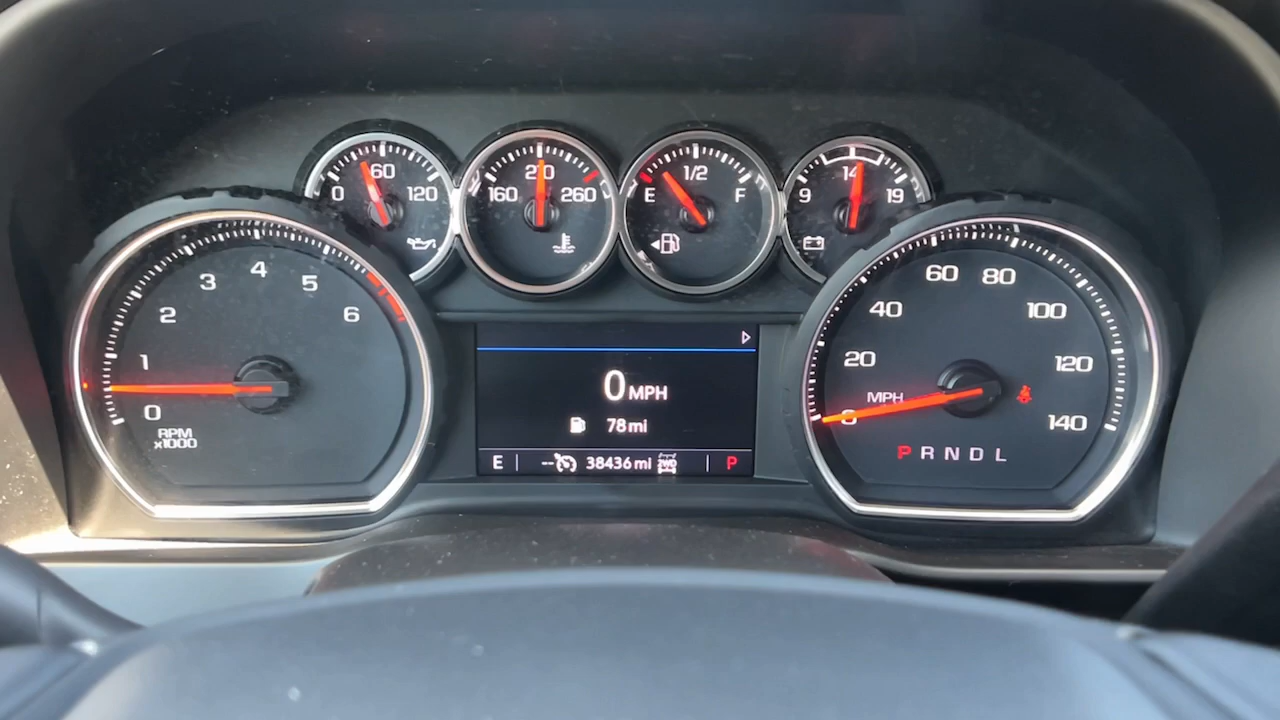 0 60 120
160 210 260
E 1/2 F
9 14 19
0 1 2 3 4 5 6
RPM
x1000
0 MPH
78 mi
E -- 38436 mi 2WD P
0 20 40 60 80 100 120 140
MPH
P R N D L